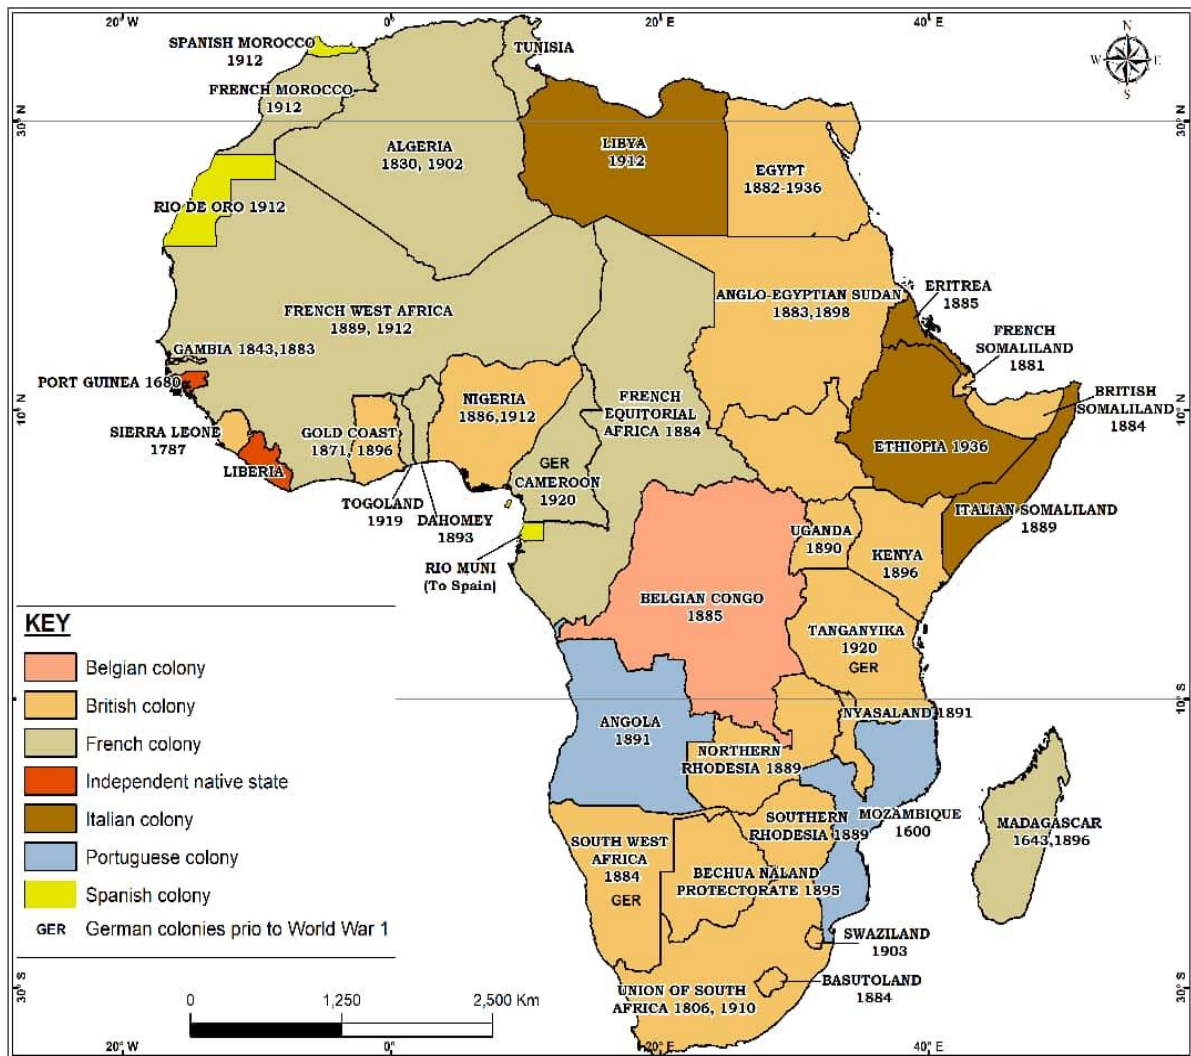 20°W
0°
20°E
40°E
N
W
E
S
SPANISH MOROCCO
1912
TUNISIA
FRENCH MOROCCO
1912
30°N
30°N
ALGERIA
1830, 1902
LIBYA
1912
EGYPT
1882-1936
RIO DE ORO 1912
FRENCH WEST AFRICA
1889, 1912
ANGLO-EGYPTIAN SUDAN
1883,1898
ERITREA
1885
FRENCH
SOMALILAND
1881
GAMBIA 1843,1883
PORT GUINEA 1680
10°N
10°N
BRITISH
SOMALILAND
1884
NIGERIA
1886,1912
FRENCH
EQUITORIAL
AFRICA 1884
SIERRA LEONE
1787
GOLD COAST
1871, 1896
ETHIOPIA 1936
LIBERIA
GER
CAMEROON
1920
TOGOLAND
1919
DAHOMEY
1893
ITALIAN SOMALILAND
1889
UGANDA
1890
KENYA
1896
RIO MUNI
(To Spain)
BELGIAN CONGO
1885
TANGANYIKA
1920
GER
KEY
Belgian colony
British colony
French colony
Independent native state
Italian colony
Portuguese colony
Spanish colony
GER German colonies prio to World War 1
10°S
10°S
ANGOLA
1891
NYASALAND 1891
NORTHERN
RHODESIA 1889
MOZAMBIQUE
1600
SOUTHERN
RHODESIA 1889
MADAGASCAR
1643,1896
SOUTH WEST
AFRICA
1884
GER
BECHUA NALAND
PROTECTORATE 1895
SWAZILAND
1903
BASUTOLAND
1884
UNION OF SOUTH
AFRICA 1806, 1910
30°S
30°S
0 1,250 2,500 Km
20°W
0°
20°E
40°E